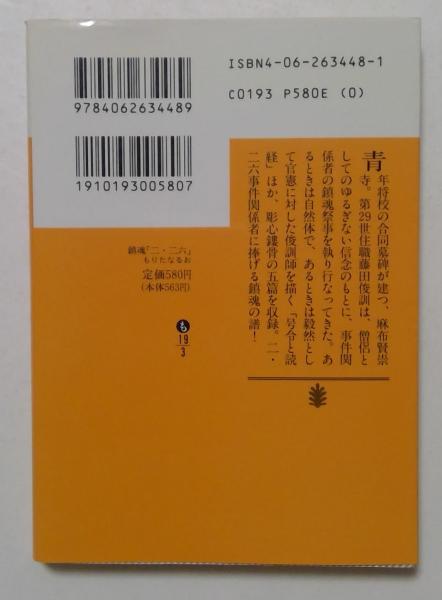 ISBN4-06-263448-1
C0193 P580E (0)
9784062634489
1910193005807
青年将校の合同墓碑が建つ、麻布賢崇
寺。第29世住職藤田俊訓は、僧侶と
してのゆるぎない信念のもとに、事件関
係者の鎮魂祭事を執り行なってきた。あ
るときは自然体で、あるときは毅然とし
て官憲に対した俊訓師を描く「号令と読
経」ほか、彫心鏤骨の五篇を収録。二・
二六事件関係者に捧げる鎮魂の譜!
鎮魂「二・二六」
もりたなるお
定価580円
(本体563円)
も
19
3